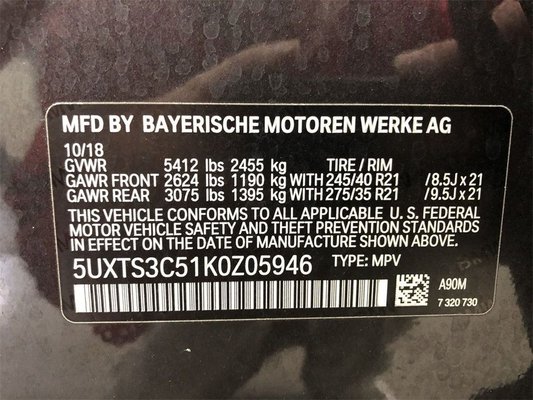 MFD BY BAYERISCHE MOTOREN WERKE AG
10/18
GVWR 5412 lbs 2455 kg TIRE / RIM
GAWR FRONT 2624 lbs 1190 kg WITH 245/40 R21 /8.5J x 21
GAWR REAR 3075 lbs 1395 kg WITH 275/35 R21 /9.5J x 21
THIS VEHICLE CONFORMS TO ALL APPLICABLE U. S. FEDERAL
MOTOR VEHICLE SAFETY AND THEFT PREVENTION STANDARDS
IN EFFECT ON THE DATE OF MANUFACTURE SHOWN ABOVE.
5UXTS3C51K0Z05946 TYPE: MPV
A90M
7 320 730